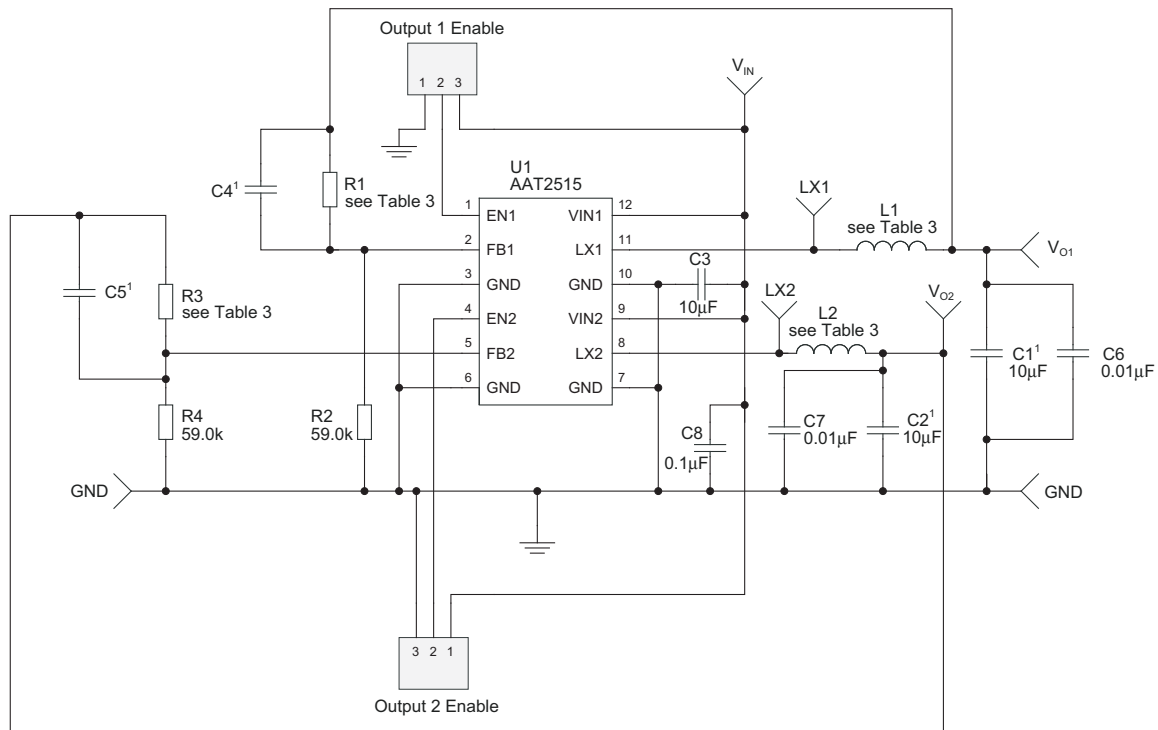 Output 1 Enable
1 2 3
V_IN
U1
AAT2515
C4¹
R1
see Table 3
1 EN1 VIN1 12
2 FB1 LX1 11
3 GND GND 10
4 EN2 VIN2 9
5 FB2 LX2 8
6 GND GND 7
LX1
L1
see Table 3
V_O1
C3
10µF
C5¹
R3
see Table 3
LX2
L2
see Table 3
V_O2
C1¹
10µF
C6
0.01µF
R4
59.0k
R2
59.0k
C8
0.1µF
C7
0.01µF
C2¹
10µF
GND
GND
3 2 1
Output 2 Enable